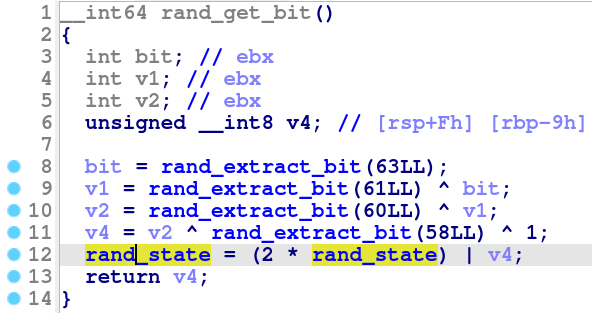 1 __int64 rand_get_bit()
2 {
3 int bit; // ebx
4 int v1; // ebx
5 int v2; // ebx
6 unsigned __int8 v4; // [rsp+Fh] [rbp-9h]
7
8 bit = rand_extract_bit(63LL);
9 v1 = rand_extract_bit(61LL) ^ bit;
10 v2 = rand_extract_bit(60LL) ^ v1;
11 v4 = v2 ^ rand_extract_bit(58LL) ^ 1;
12 rand_state = (2 * rand_state) | v4;
13 return v4;
14 }